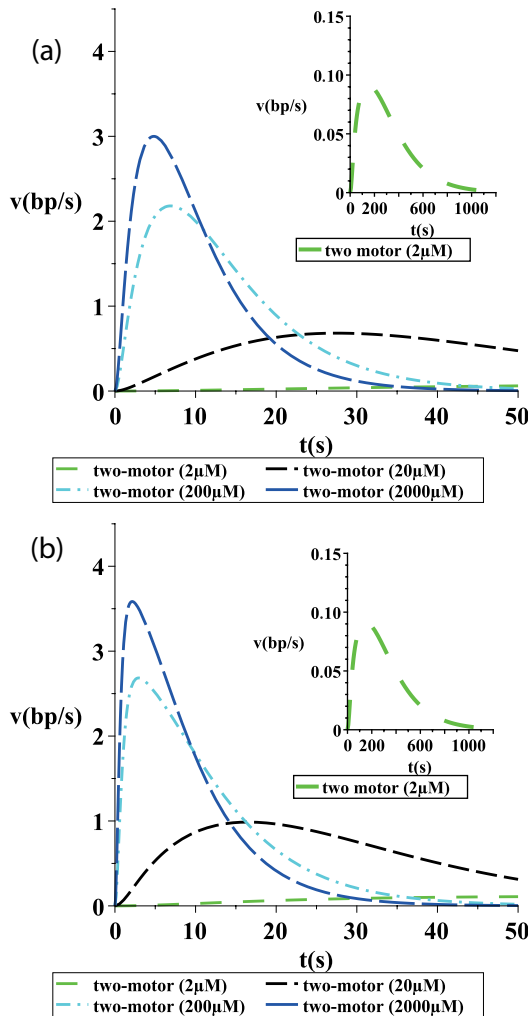 (a)
4
3
v(bp/s)
2
1
0
0 10 20 30 40 50
t(s)
0.15
0.10
v(bp/s)
0.05
0
0 200 600 1000
t(s)
two motor (2µM)
two-motor (2µM) two-motor (20µM)
two-motor (200µM) two-motor (2000µM)
(b)
4
3
v(bp/s)
2
1
0
0 10 20 30 40 50
t(s)
0.15
0.10
v(bp/s)
0.05
0
0 200 600 1000
t(s)
two motor (2µM)
two-motor (2µM) two-motor (20µM)
two-motor (200µM) two-motor (2000µM)